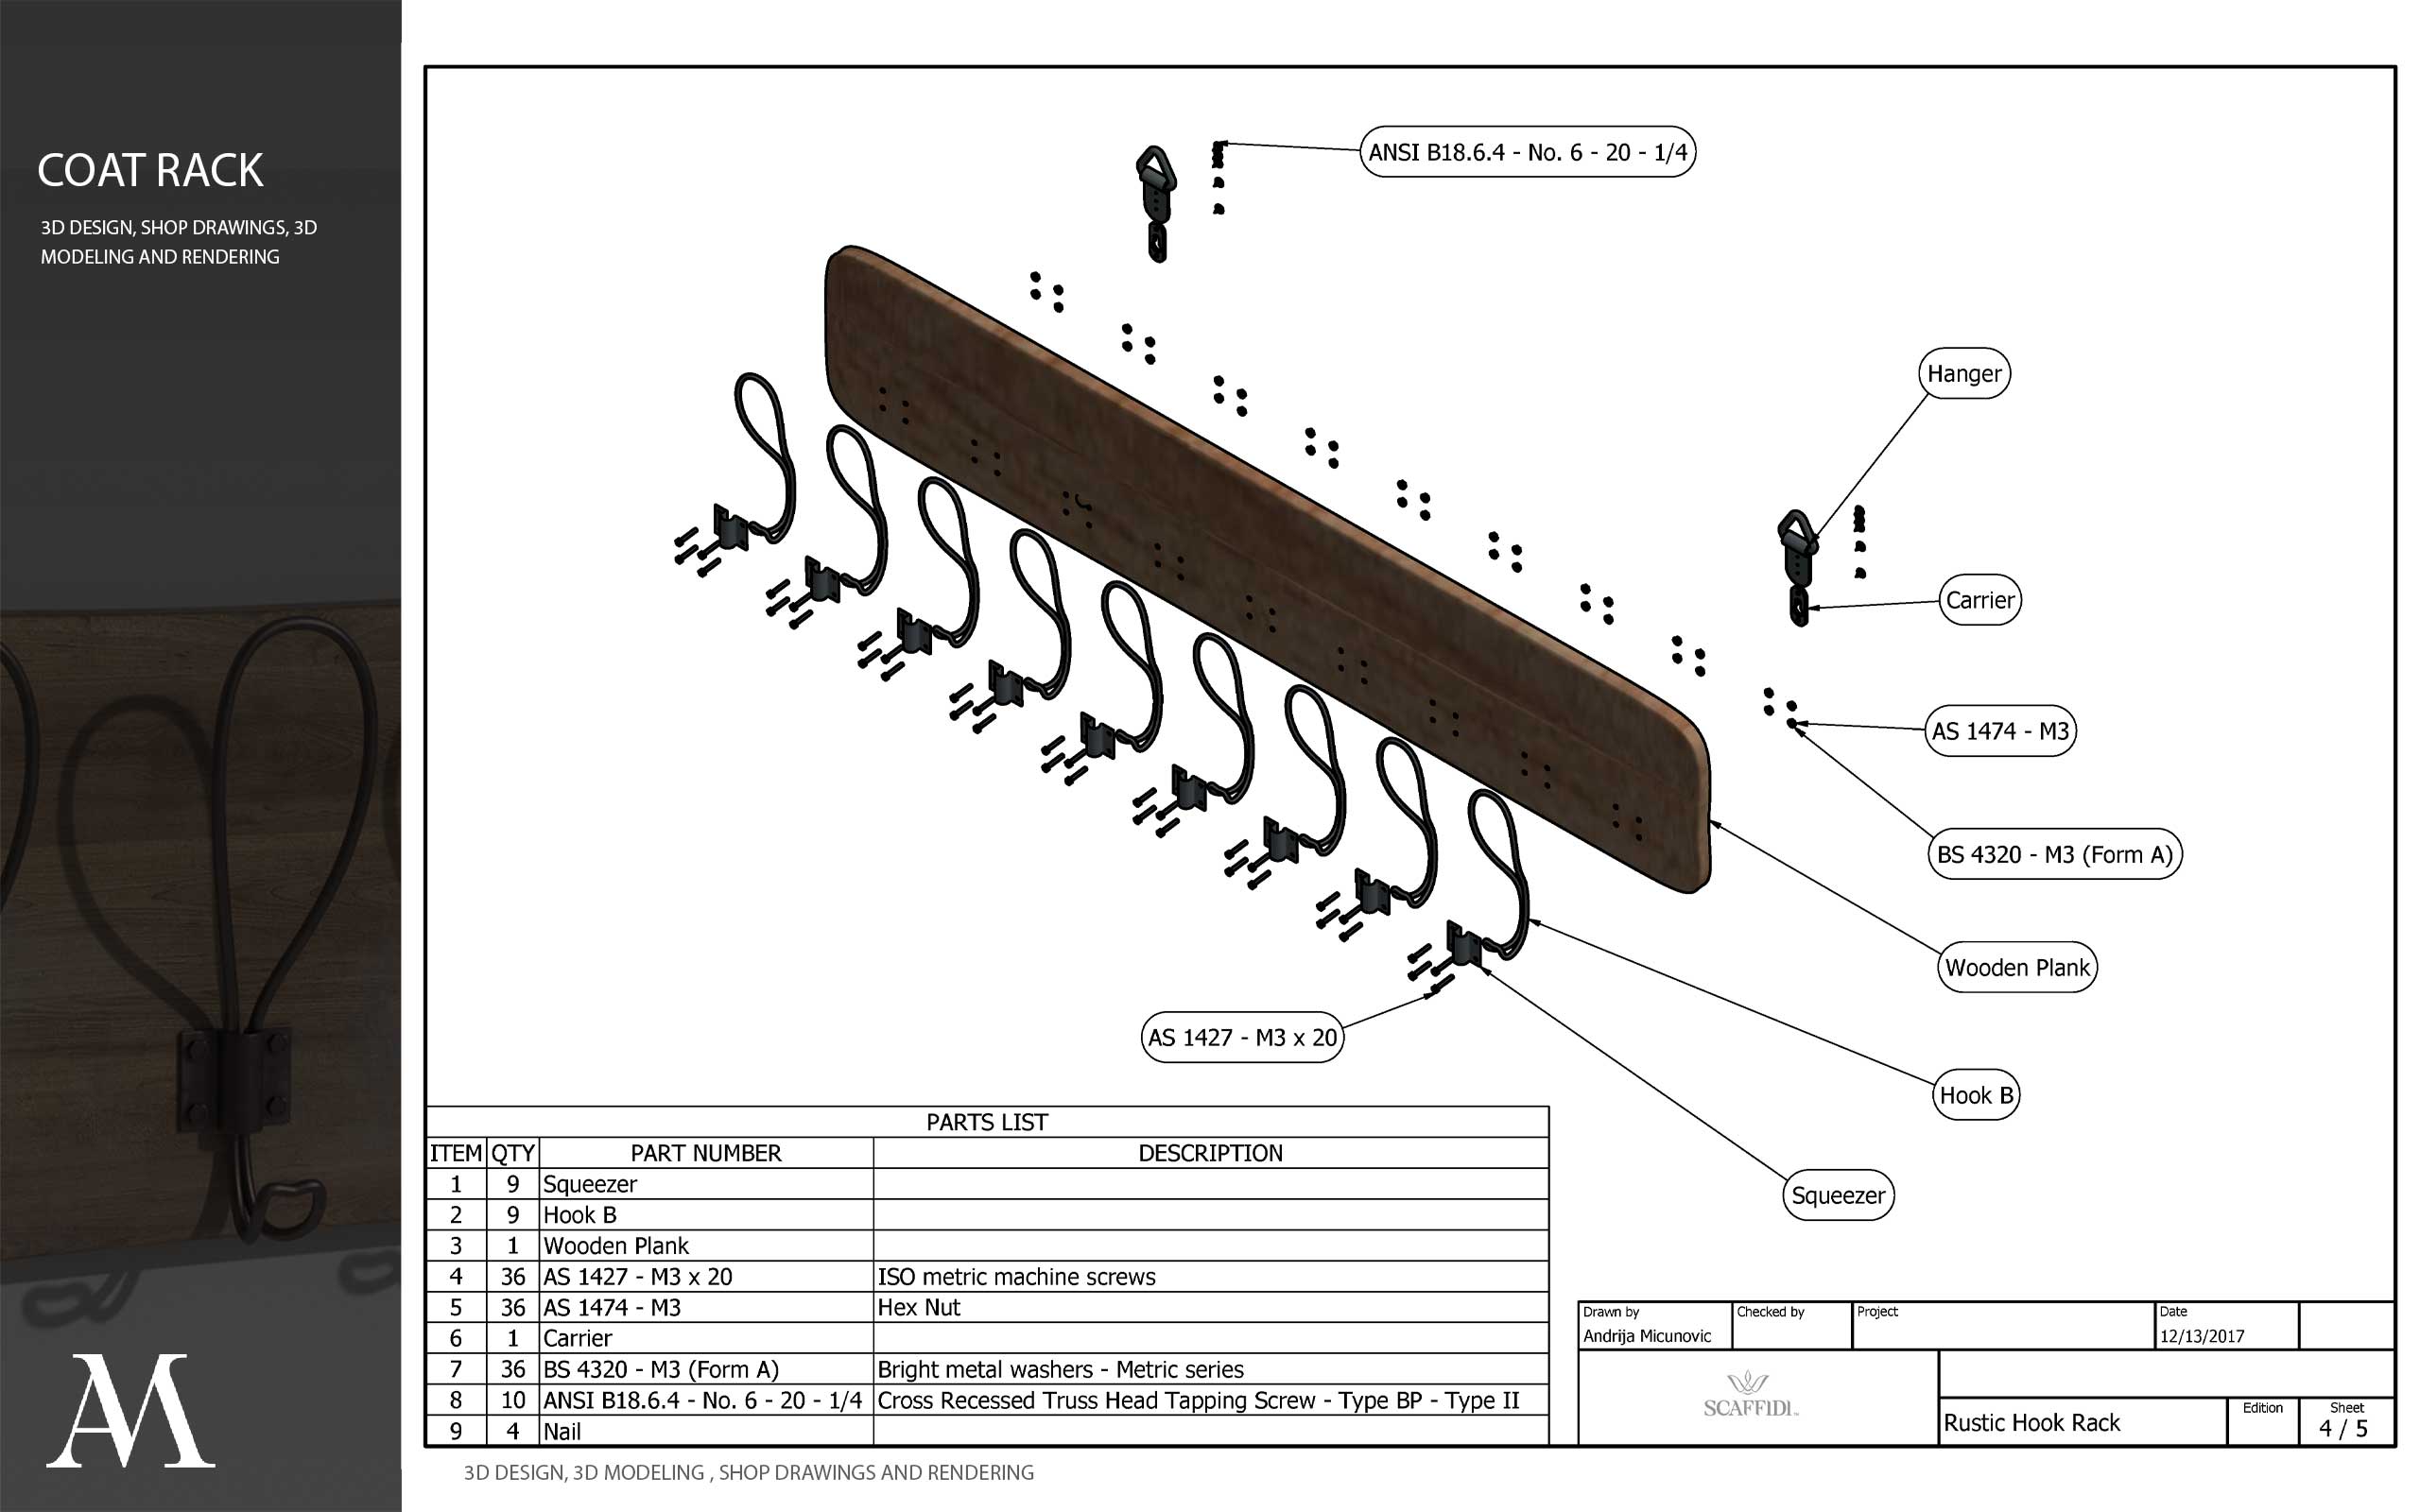 COAT RACK
3D DESIGN, SHOP DRAWINGS, 3D
MODELING AND RENDERING
AM
ANSI B18.6.4 - No. 6 - 20 - 1/4
Hanger
Carrier
AS 1474 - M3
BS 4320 - M3 (Form A)
Wooden Plank
AS 1427 - M3 x 20
Hook B
Squeezer
PARTS LIST
ITEM QTY PART NUMBER DESCRIPTION
1 9 Squeezer
2 9 Hook B
3 1 Wooden Plank
4 36 AS 1427 - M3 x 20 ISO metric machine screws
5 36 AS 1474 - M3 Hex Nut
6 1 Carrier
7 36 BS 4320 - M3 (Form A) Bright metal washers - Metric series
8 10 ANSI B18.6.4 - No. 6 - 20 - 1/4 Cross Recessed Truss Head Tapping Screw - Type BP - Type II
9 4 Nail
Drawn by Checked by Project Date
Andrija Micunovic 12/13/2017
SCAFFIDI
Edition Sheet
Rustic Hook Rack 4 / 5
3D DESIGN, 3D MODELING , SHOP DRAWINGS AND RENDERING